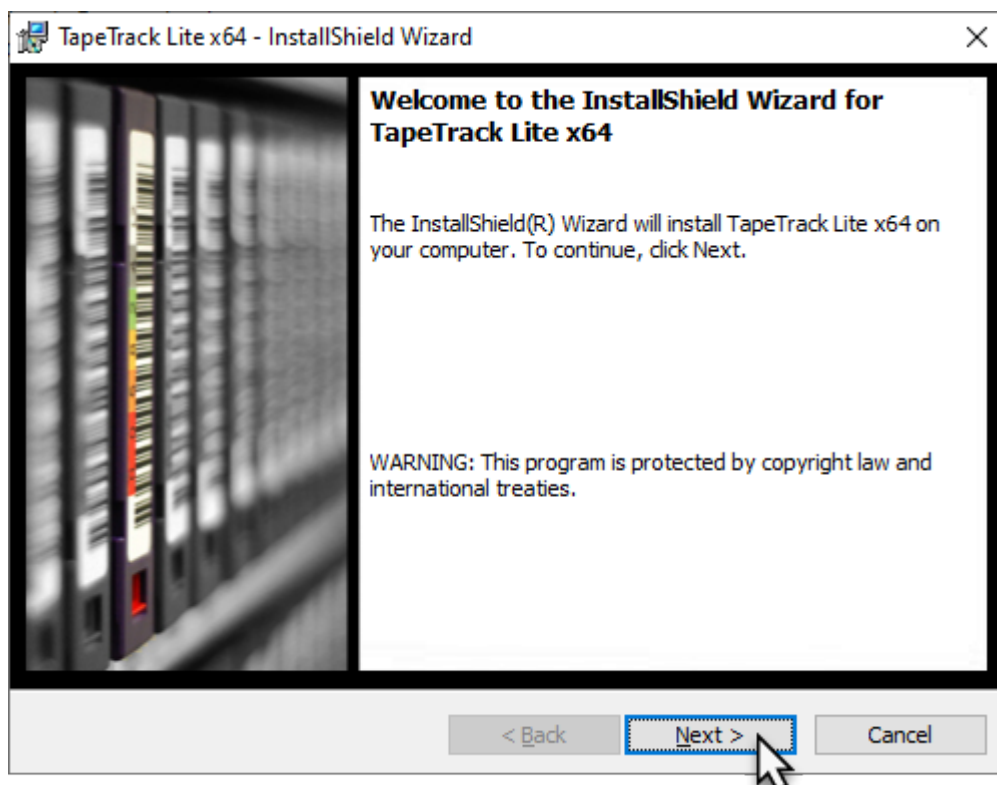 TapeTrack Lite x64 - InstallShield Wizard
Welcome to the InstallShield Wizard for
TapeTrack Lite x64
The InstallShield(R) Wizard will install TapeTrack Lite x64 on
your computer. To continue, click Next.
WARNING: This program is protected by copyright law and
international treaties.
< Back
Next >
Cancel